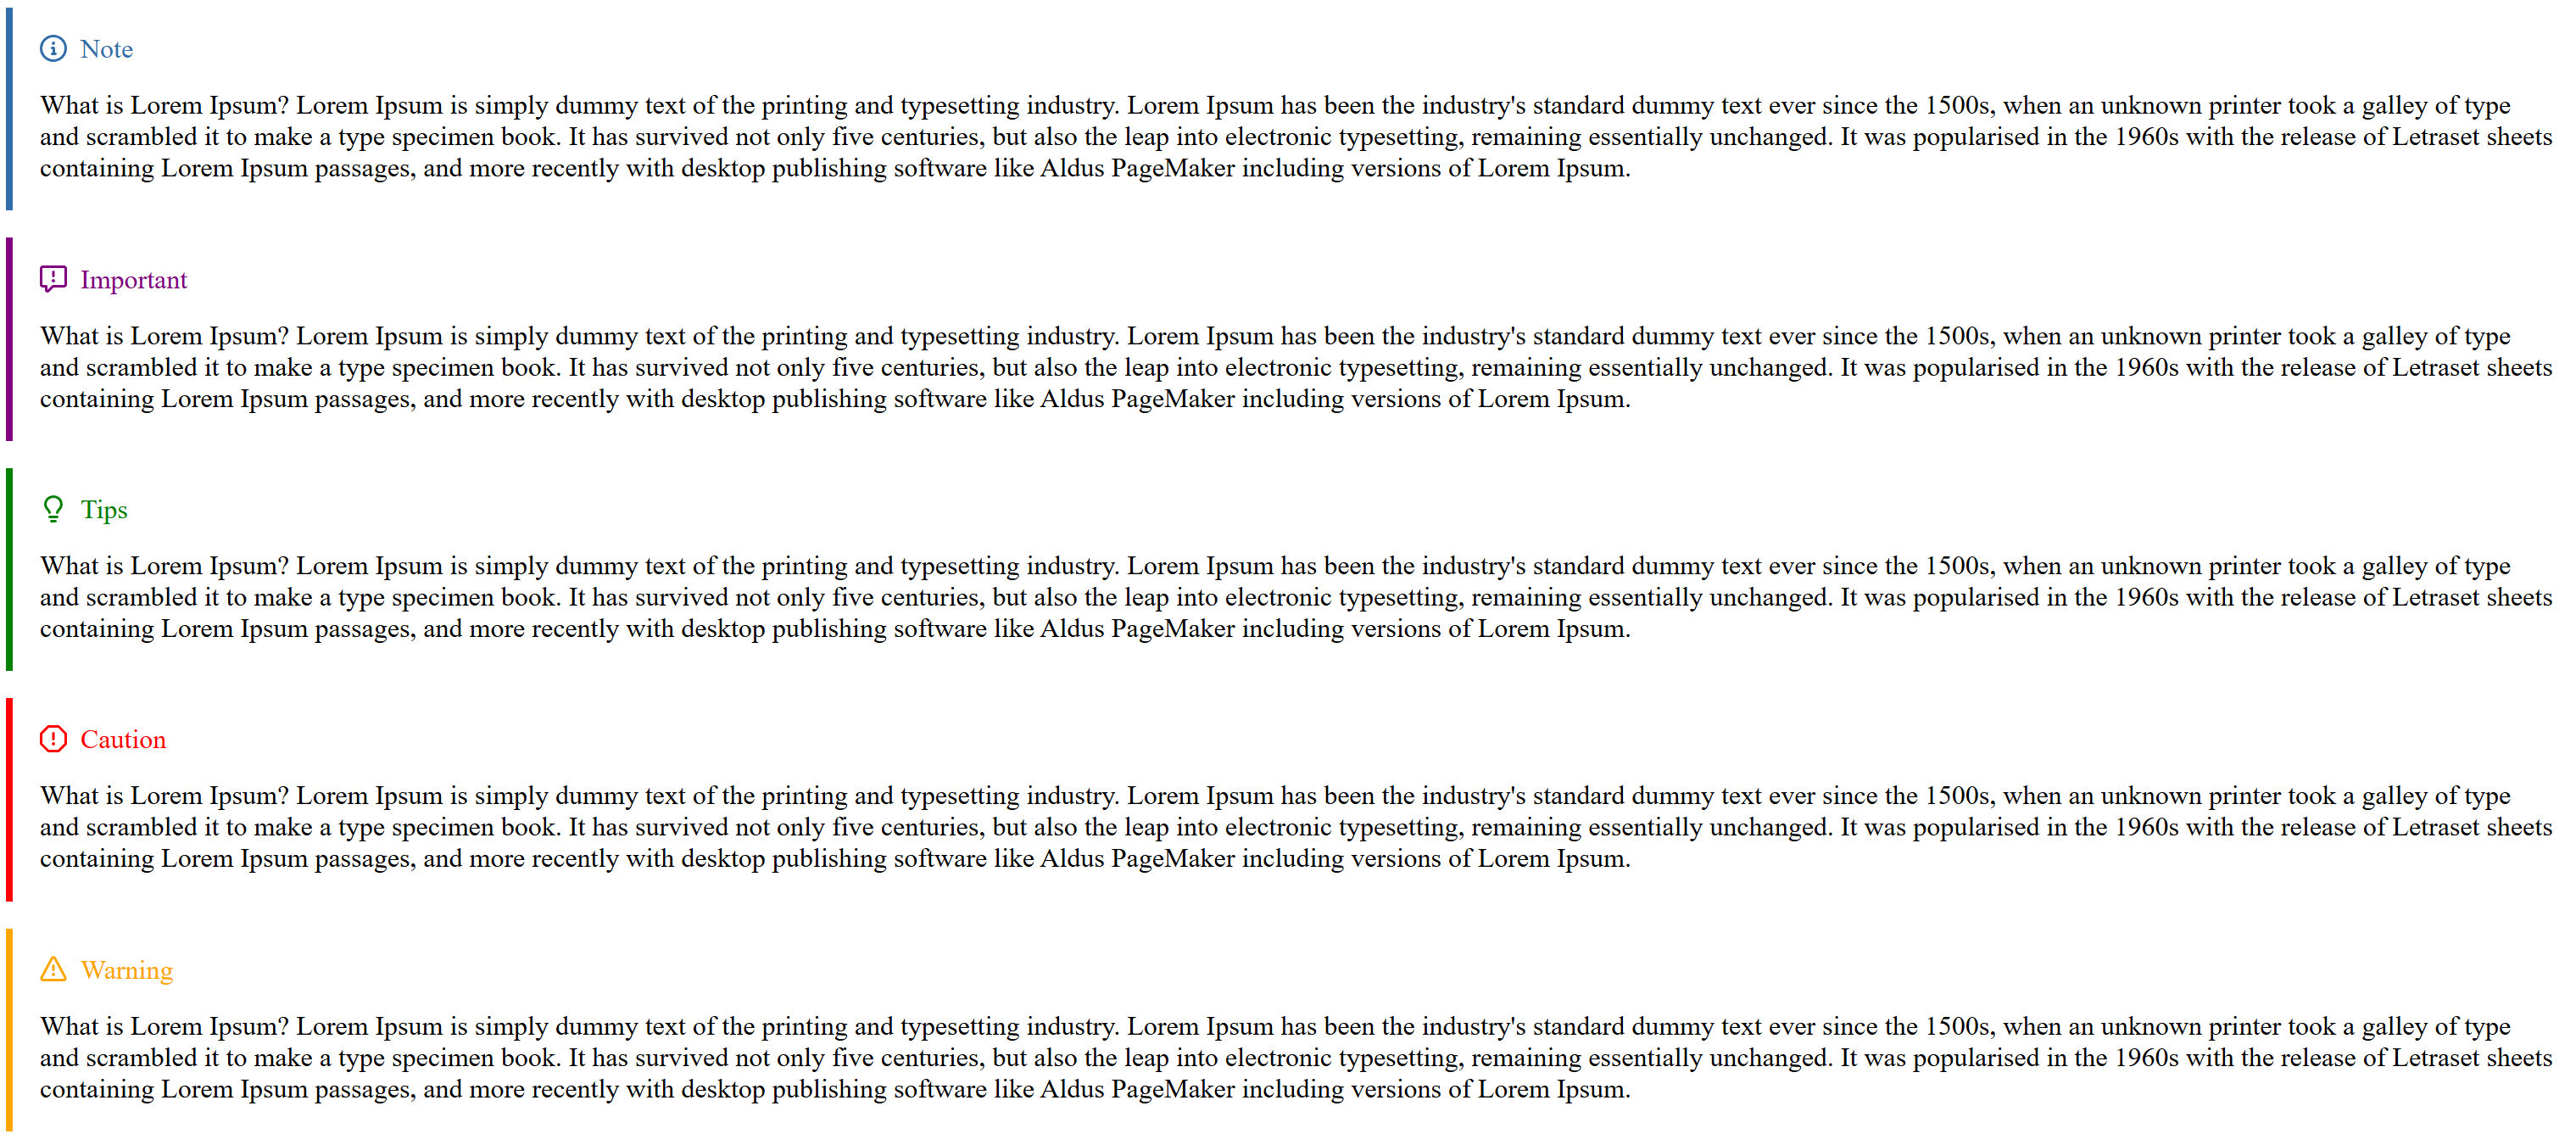 Note
What is Lorem Ipsum? Lorem Ipsum is simply dummy text of the printing and typesetting industry. Lorem Ipsum has been the industry's standard dummy text ever since the 1500s, when an unknown printer took a galley of type
and scrambled it to make a type specimen book. It has survived not only five centuries, but also the leap into electronic typesetting, remaining essentially unchanged. It was popularised in the 1960s with the release of Letraset sheets
containing Lorem Ipsum passages, and more recently with desktop publishing software like Aldus PageMaker including versions of Lorem Ipsum.
Important
What is Lorem Ipsum? Lorem Ipsum is simply dummy text of the printing and typesetting industry. Lorem Ipsum has been the industry's standard dummy text ever since the 1500s, when an unknown printer took a galley of type
and scrambled it to make a type specimen book. It has survived not only five centuries, but also the leap into electronic typesetting, remaining essentially unchanged. It was popularised in the 1960s with the release of Letraset sheets
containing Lorem Ipsum passages, and more recently with desktop publishing software like Aldus PageMaker including versions of Lorem Ipsum.
Tips
What is Lorem Ipsum? Lorem Ipsum is simply dummy text of the printing and typesetting industry. Lorem Ipsum has been the industry's standard dummy text ever since the 1500s, when an unknown printer took a galley of type
and scrambled it to make a type specimen book. It has survived not only five centuries, but also the leap into electronic typesetting, remaining essentially unchanged. It was popularised in the 1960s with the release of Letraset sheets
containing Lorem Ipsum passages, and more recently with desktop publishing software like Aldus PageMaker including versions of Lorem Ipsum.
Caution
What is Lorem Ipsum? Lorem Ipsum is simply dummy text of the printing and typesetting industry. Lorem Ipsum has been the industry's standard dummy text ever since the 1500s, when an unknown printer took a galley of type
and scrambled it to make a type specimen book. It has survived not only five centuries, but also the leap into electronic typesetting, remaining essentially unchanged. It was popularised in the 1960s with the release of Letraset sheets
containing Lorem Ipsum passages, and more recently with desktop publishing software like Aldus PageMaker including versions of Lorem Ipsum.
Warning
What is Lorem Ipsum? Lorem Ipsum is simply dummy text of the printing and typesetting industry. Lorem Ipsum has been the industry's standard dummy text ever since the 1500s, when an unknown printer took a galley of type
and scrambled it to make a type specimen book. It has survived not only five centuries, but also the leap into electronic typesetting, remaining essentially unchanged. It was popularised in the 1960s with the release of Letraset sheets
containing Lorem Ipsum passages, and more recently with desktop publishing software like Aldus PageMaker including versions of Lorem Ipsum.